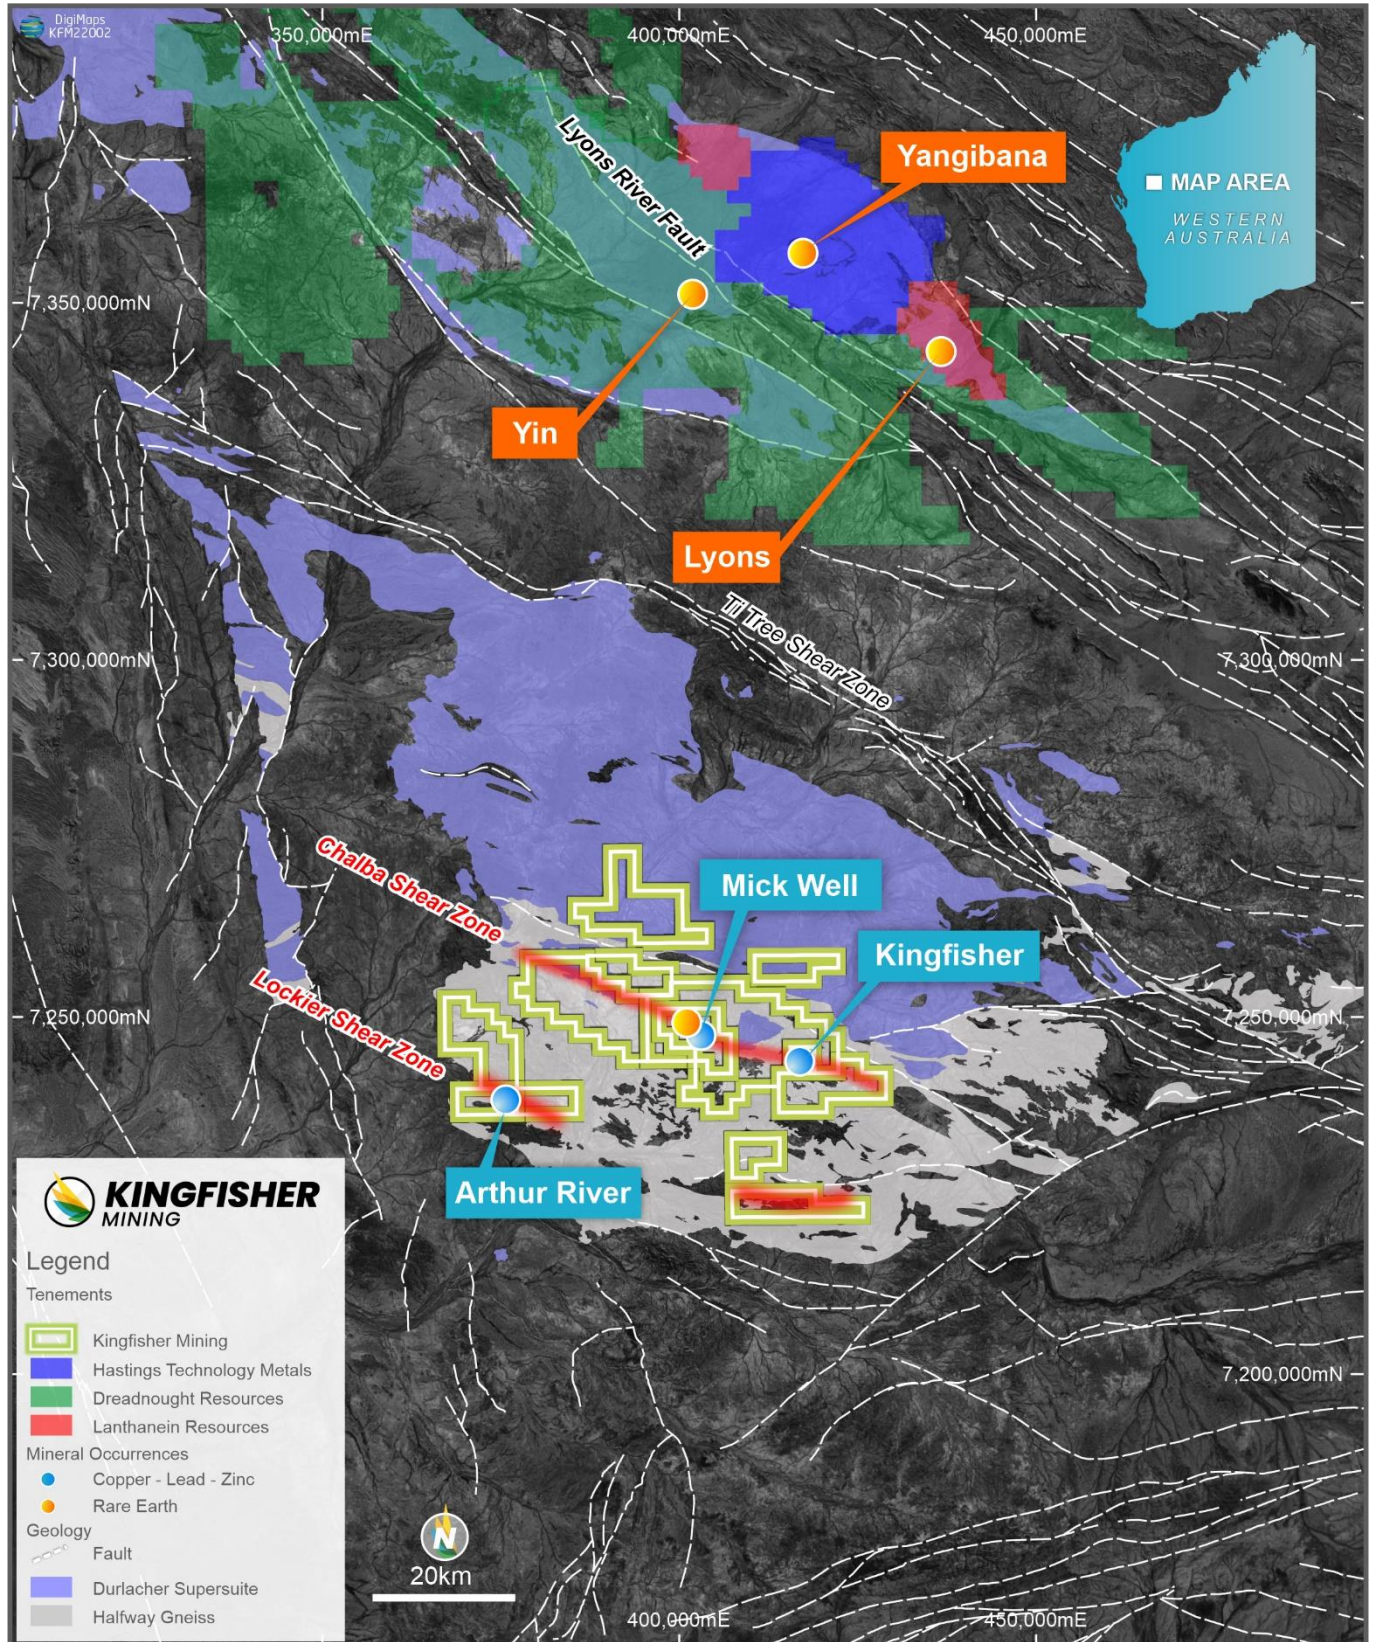 DigiMaps
KFM22002
350,000mE
400,000mE
450,000mE
Lyons River Fault
Yangibana
MAP AREA
WESTERN
AUSTRALIA
7,350,000mN
Yin
Lyons
Ti Tree Shear Zone
7,300,000mN
7,300,000mN
Chalba Shear Zone
Mick Well
Kingfisher
Lockier Shear Zone
7,250,000mN
7,250,000mN
Arthur River
KINGFISHER
MINING
Legend
Tenements
Kingfisher Mining
Hastings Technology Metals
Dreadnought Resources
Lanthanein Resources
Mineral Occurrences
Copper - Lead - Zinc
Rare Earth
Geology
Fault
Durlacher Supersuite
Halfway Gneiss
N
20km
7,200,000mN
400,000mE
450,000mE